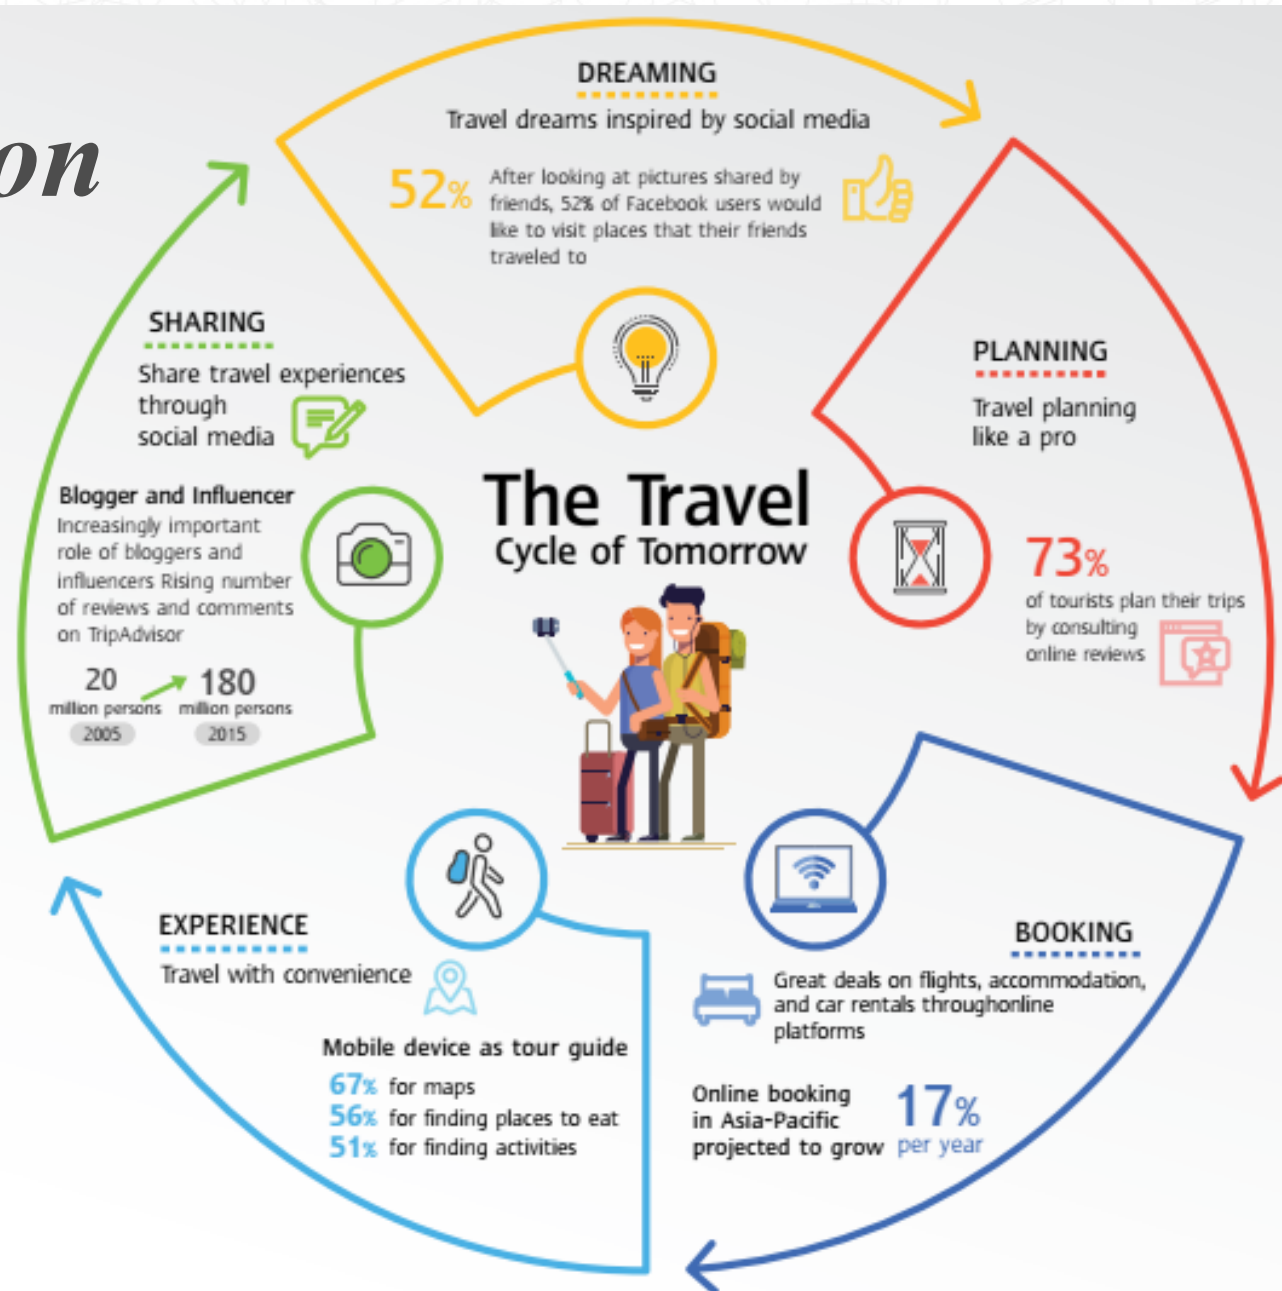 on
DREAMING
Travel dreams inspired by social media
52%
After looking at pictures shared by
friends, 52% of Facebook users would
like to visit places that their friends
traveled to
PLANNING
Travel planning
like a pro
73%
of tourists plan their trips
by consulting
online reviews
BOOKING
Great deals on flights, accommodation,
and car rentals throughonline
platforms
Online booking
in Asia-Pacific
projected to grow
17%
per year
EXPERIENCE
Travel with convenience
Mobile device as tour guide
67% for maps
56% for finding places to eat
51% for finding activities
SHARING
Share travel experiences
through
social media
Blogger and Influencer
Increasingly important
role of bloggers and
influencers Rising number
of reviews and comments
on TripAdvisor
20
million persons
2005
180
million persons
2015
The Travel
Cycle of Tomorrow